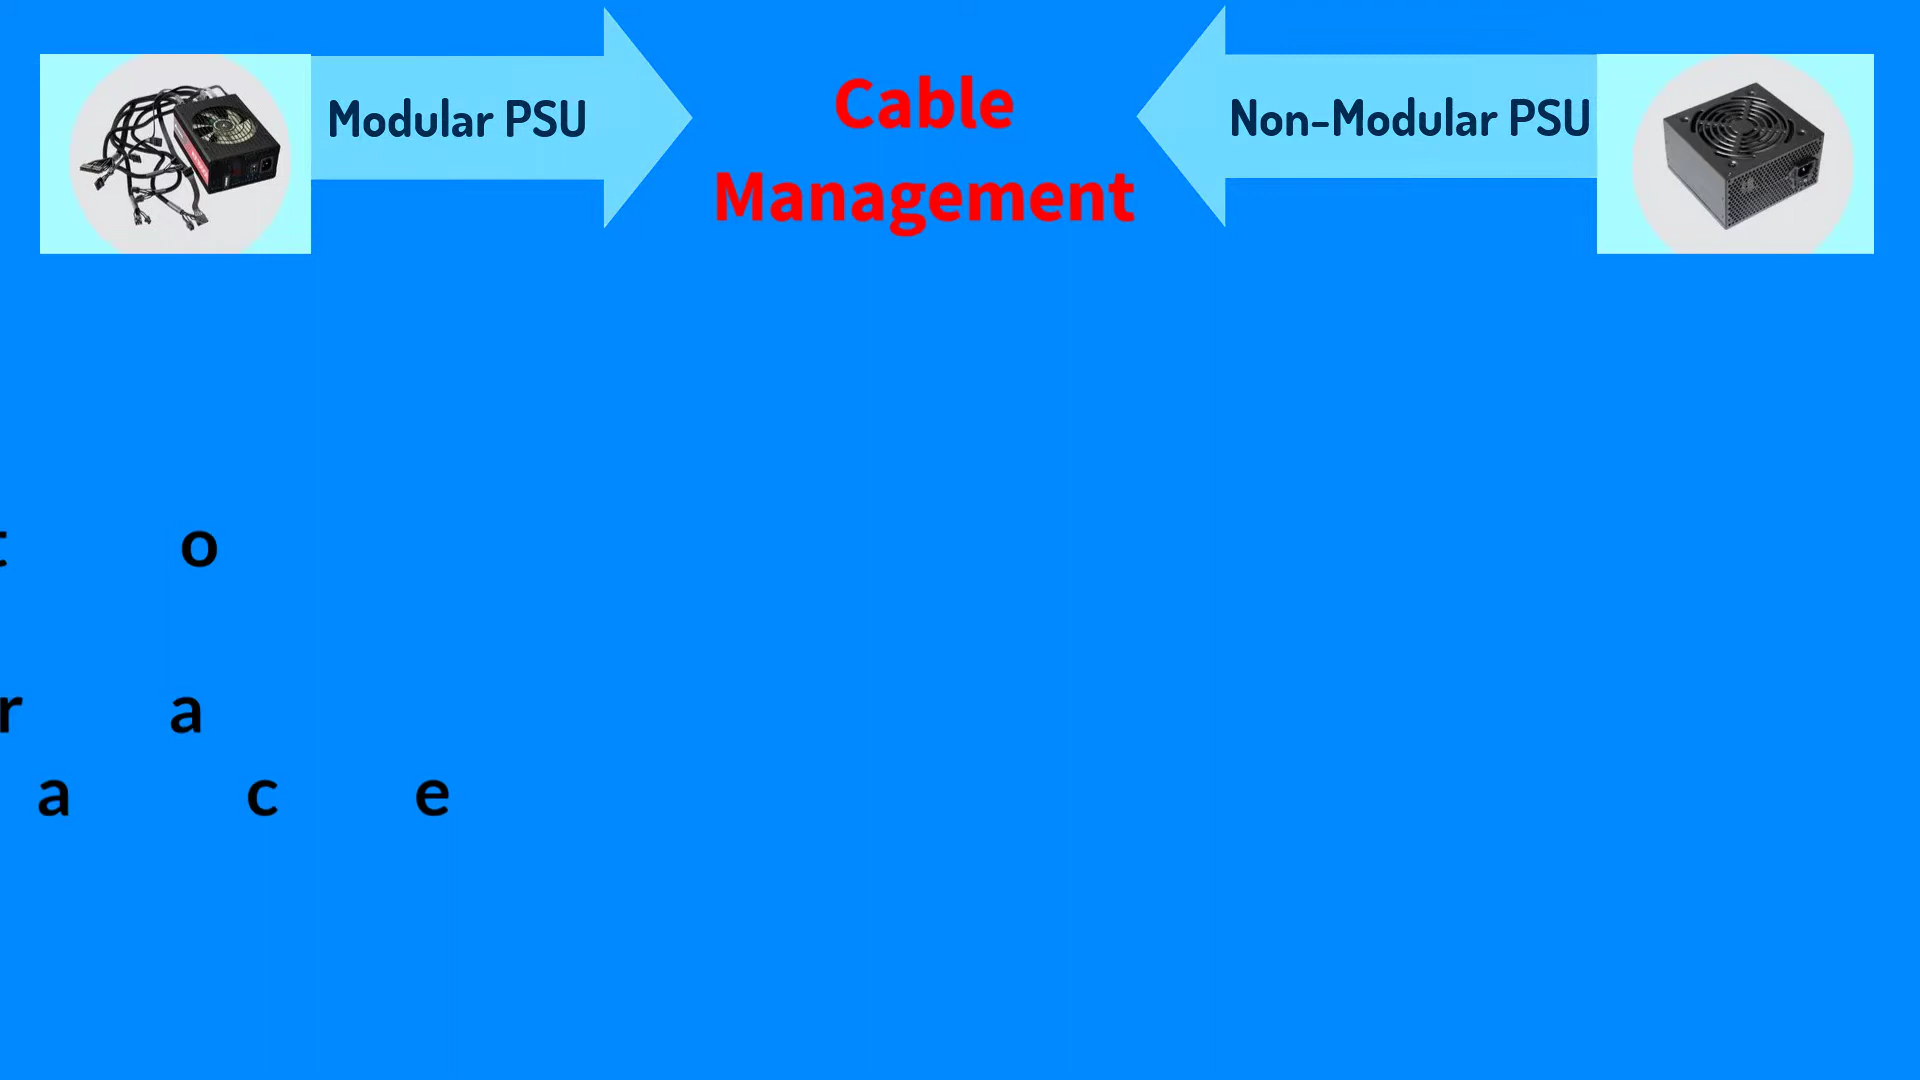 Modular PSU
Cable
Management
Non-Modular PSU
t o
r a
a c e